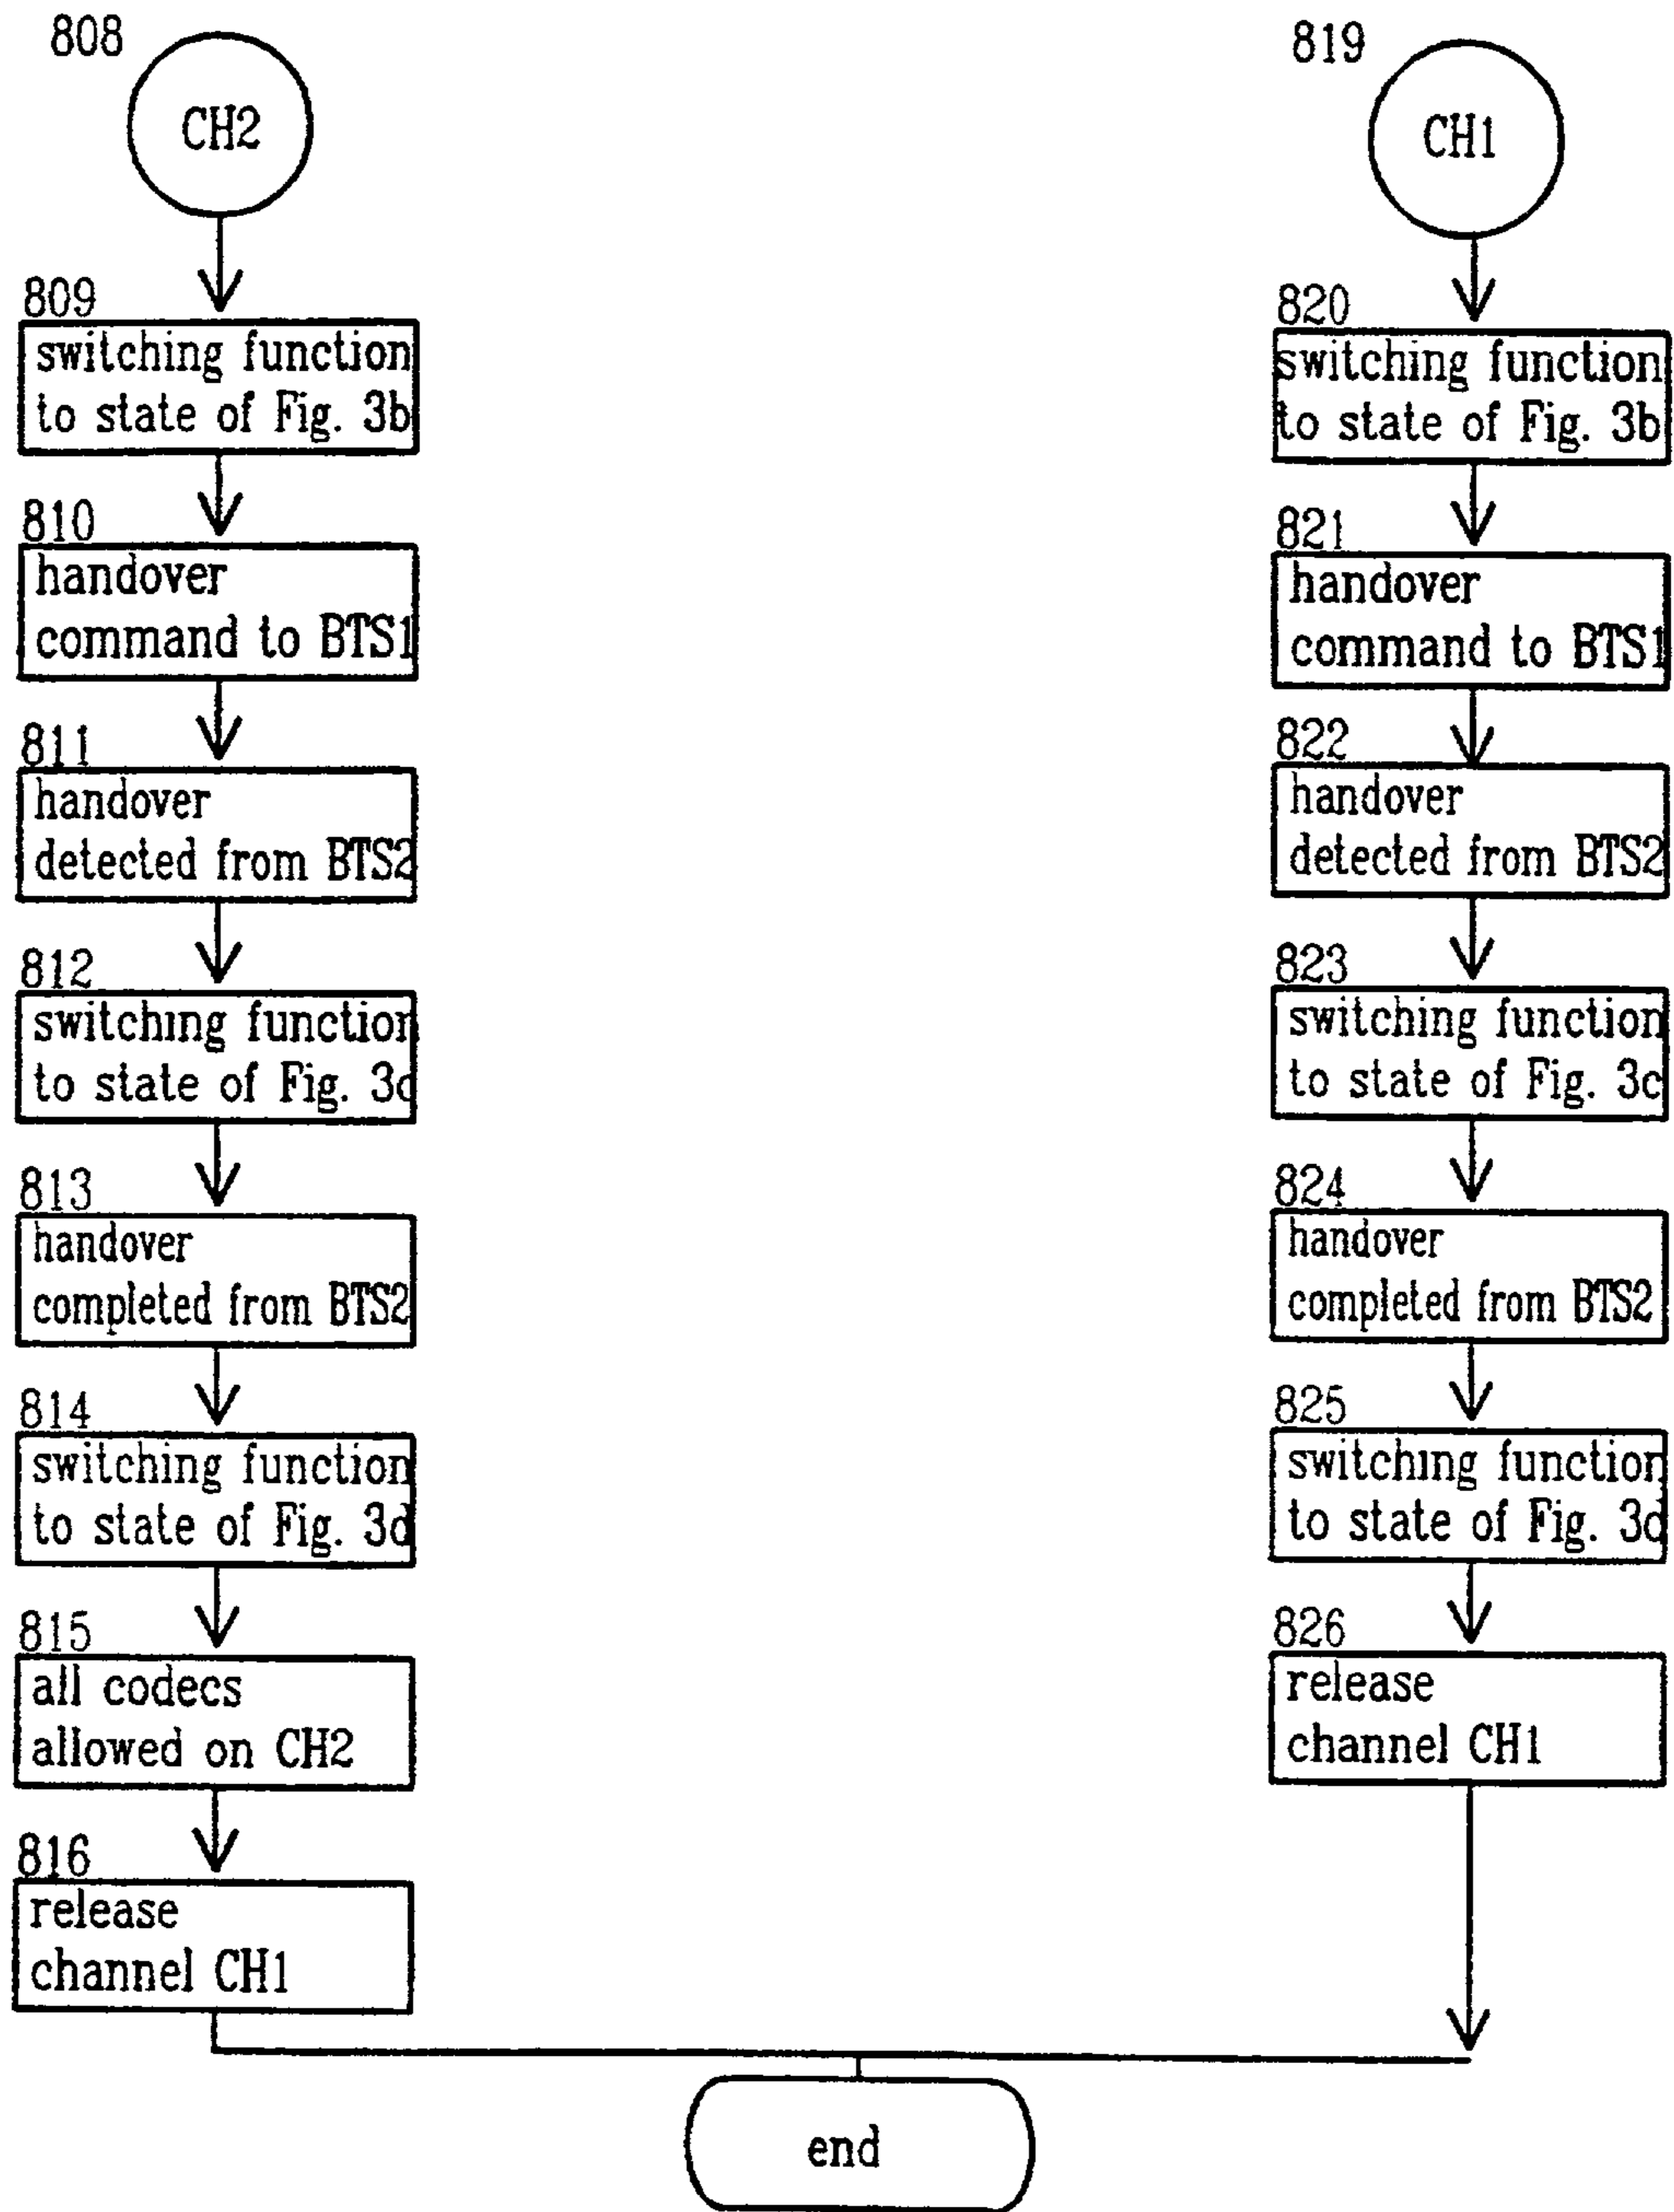 808
CH2
809
switching function
to state of Fig. 3b
810
handover
command to BTS1
811
handover
detected from BTS2
812
switching function
to state of Fig. 3c
813
handover
completed from BTS2
814
switching function
to state of Fig. 3d
815
all codecs
allowed on CH2
816
release
channel CH1
819
CH1
820
switching function
to state of Fig. 3b
821
handover
command to BTS1
822
handover
detected from BTS2
823
switching function
to state of Fig. 3c
824
handover
completed from BTS2
825
switching function
to state of Fig. 3d
826
release
channel CH1
end